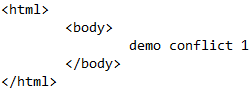 <html>
<body>
demo conflict 1
</body>
</html>